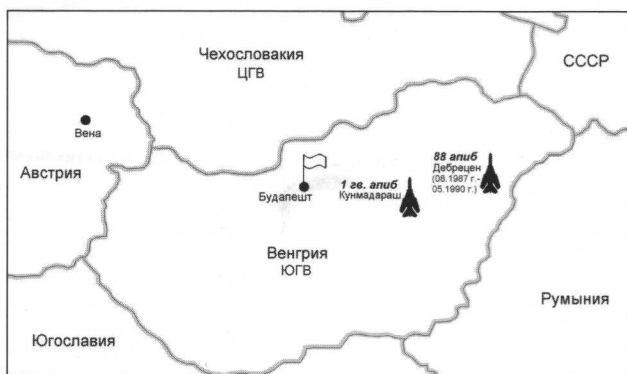 Чехословакия
ЦГВ
СССР
Вена
Австрия
88 апиб
Дебрецен
(08.1987 г.-
05.1990 г.)
1 гв. апиб
Кунмадараш
Будапешт
Венгрия
ЮГВ
Румыния
Югославия